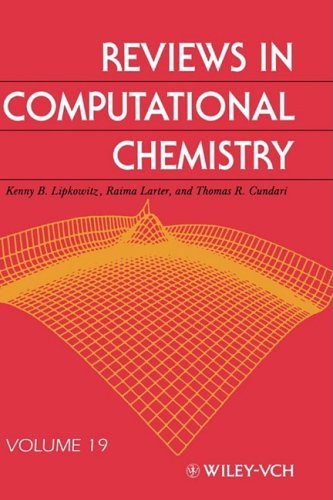 REVIEWS IN
COMPUTATIONAL
CHEMISTRY
Kenny B. Lipkowitz, Raima Larter, and Thomas R. Cundari
VOLUME 19
WILEY-VCH